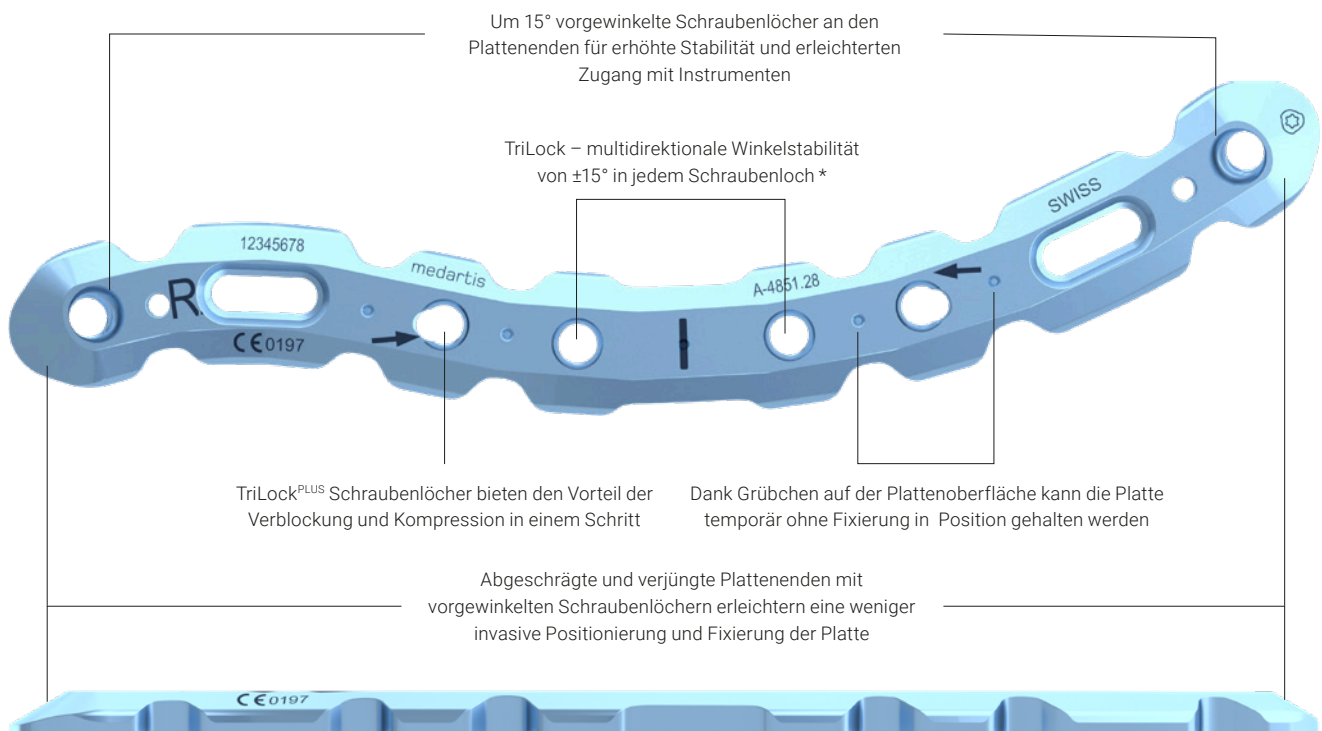 Um 15° vorgewinkelte Schraubenlöcher an den
Plattenenden für erhöhte Stabilität und erleichterten
Zugang mit Instrumenten
TriLock – multidirektionale Winkelstabilität
von ±15° in jedem Schraubenloch *
SWISS
12345678
medartis
A-4851.28
R
CE 0197
TriLockPLUS Schraubenlöcher bieten den Vorteil der
Verblockung und Kompression in einem Schritt
Dank Grübchen auf der Plattenoberfläche kann die Platte
temporär ohne Fixierung in Position gehalten werden
Abgeschrägte und verjüngte Plattenenden mit
vorgewinkelten Schraubenlöchern erleichtern eine weniger
invasive Positionierung und Fixierung der Platte
CE 0197